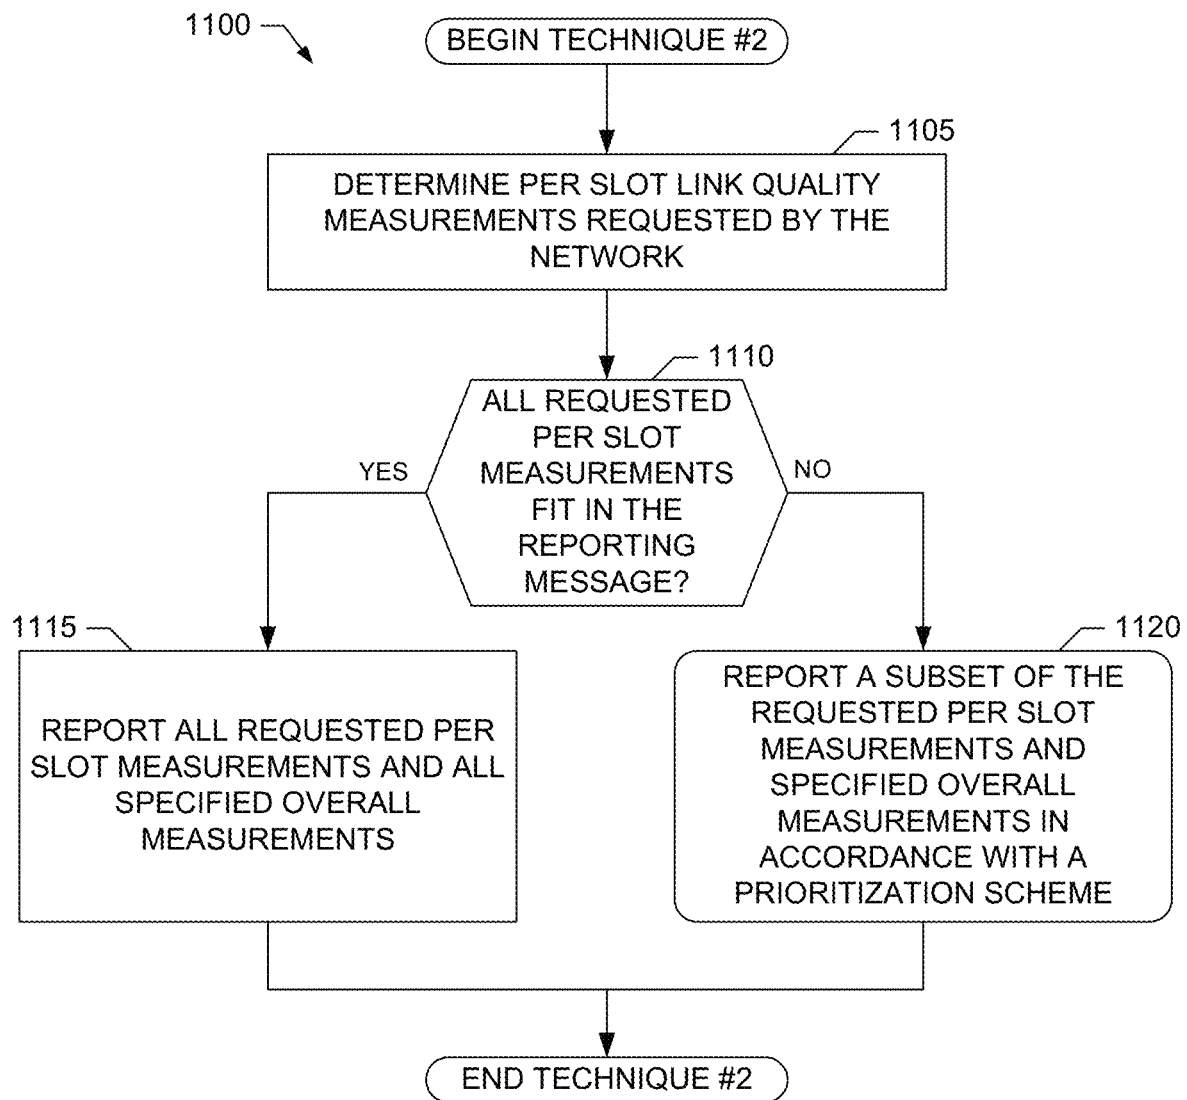 1100
BEGIN TECHNIQUE #2
1105
DETERMINE PER SLOT LINK QUALITY
MEASUREMENTS REQUESTED BY THE
NETWORK
1110
ALL REQUESTED
PER SLOT
MEASUREMENTS
FIT IN THE
REPORTING
MESSAGE?
YES
NO
1115
REPORT ALL REQUESTED PER
SLOT MEASUREMENTS AND ALL
SPECIFIED OVERALL
MEASUREMENTS
1120
REPORT A SUBSET OF THE
REQUESTED PER SLOT
MEASUREMENTS AND
SPECIFIED OVERALL
MEASUREMENTS IN
ACCORDANCE WITH A
PRIORITIZATION SCHEME
END TECHNIQUE #2